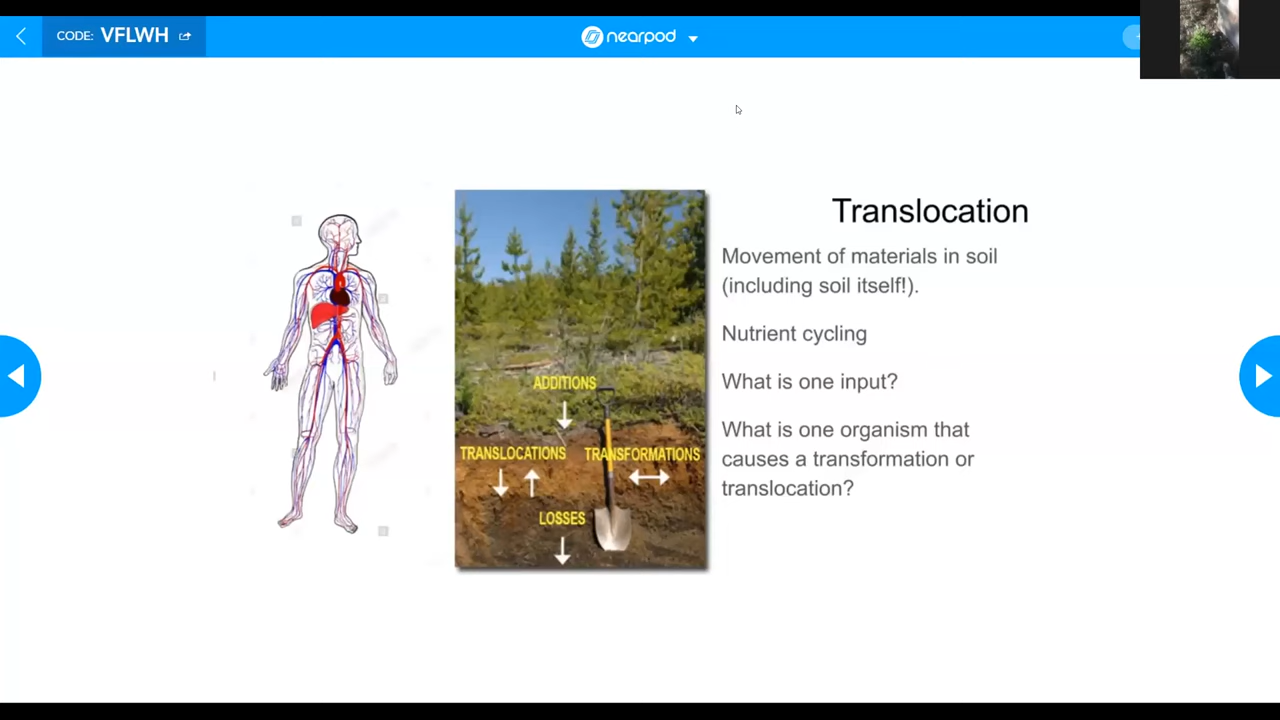 CODE: VFLWH
nearpod
Translocation
Movement of materials in soil
(including soil itself!).
Nutrient cycling
What is one input?
What is one organism that
causes a transformation or
translocation?
ADDITIONS
TRANSLOCATIONS
TRANSFORMATIONS
LOSSES